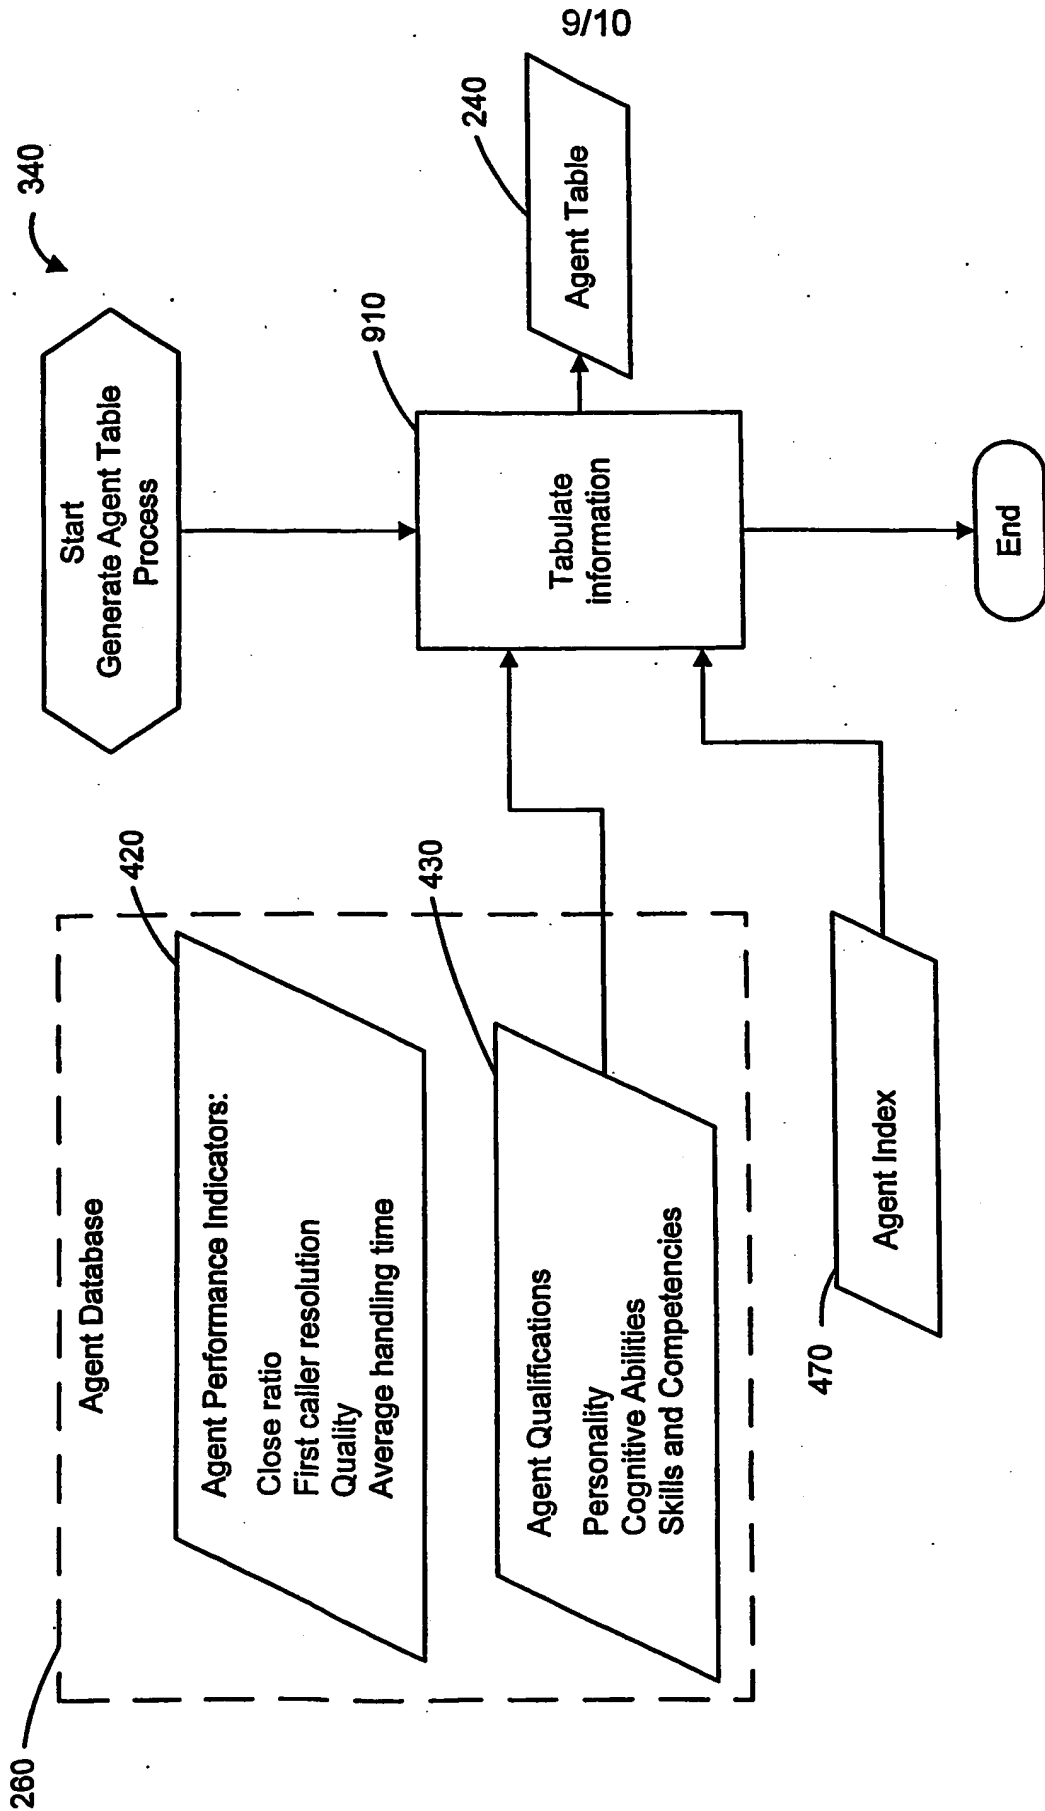 9/10
340
Start
Generate Agent Table
Process
260
Agent Database
420
Agent Performance Indicators:
Close ratio
First caller resolution
Quality
Average handling time
430
Agent Qualifications
Personality
Cognitive Abilities
Skills and Competencies
910
Tabulate
information
240
Agent Table
470
Agent Index
End